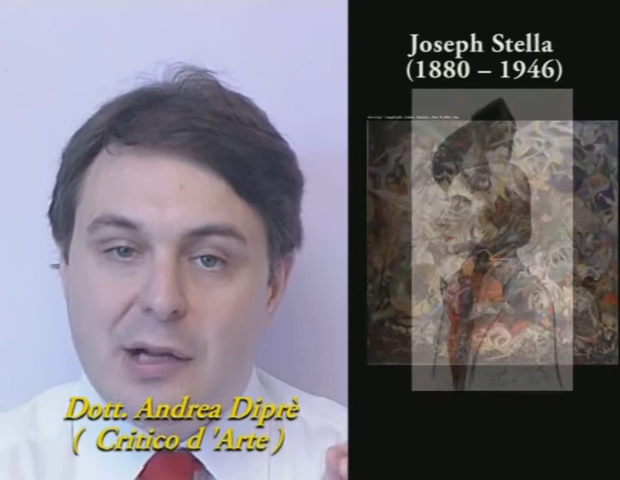 Joseph Stella
(1880 – 1946)
Dott. Andrea Diprè
( Critico d 'Arte )